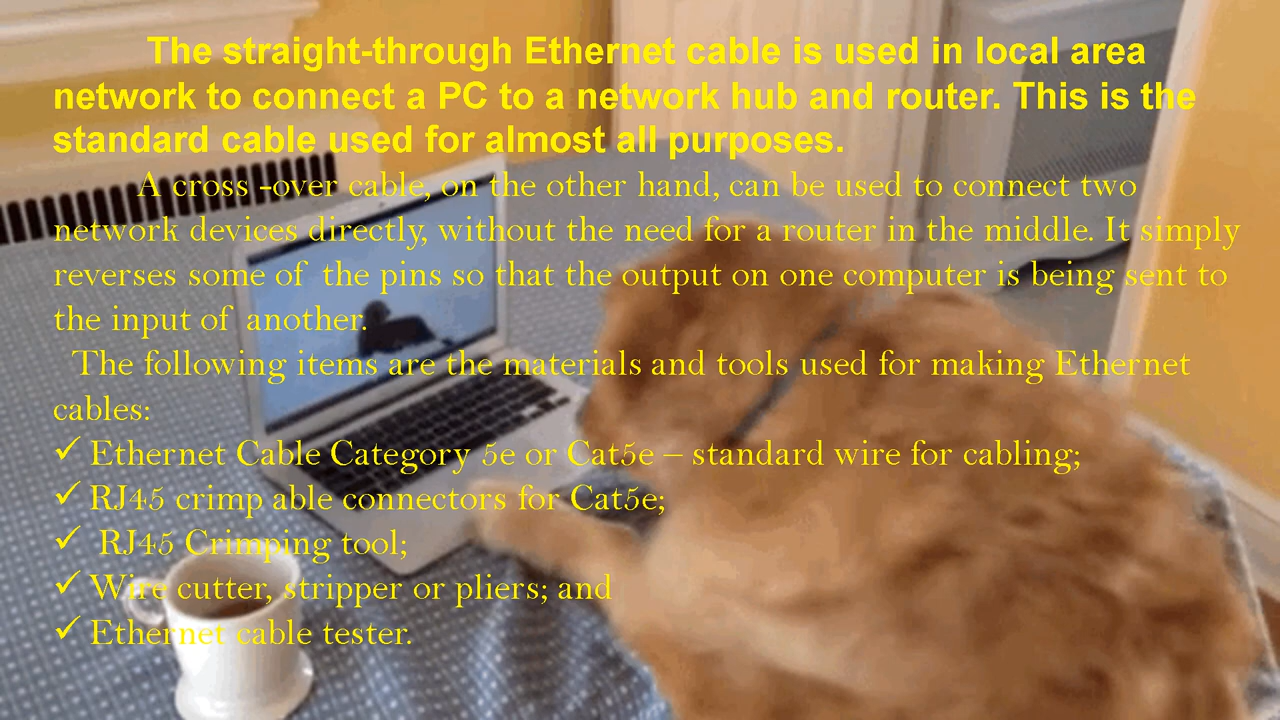 The straight-through Ethernet cable is used in local area
network to connect a PC to a network hub and router. This is the
standard cable used for almost all purposes.
A cross -over cable, on the other hand, can be used to connect two
network devices directly, without the need for a router in the middle. It simply
reverses some of the pins so that the output on one computer is being sent to
the input of another.
The following items are the materials and tools used for making Ethernet
cables:
✓ Ethernet Cable Category 5e or Cat5e – standard wire for cabling;
✓ RJ45 crimp able connectors for Cat5e;
✓ RJ45 Crimping tool;
✓ Wire cutter, stripper or pliers; and
✓ Ethernet cable tester.